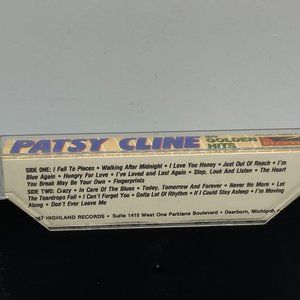 PATSY CLINE
GOLDEN
HITS
SIDE ONE: I Fall To Pieces • Walking After Midnight • I Love You Honey • Just Out Of Reach • I'm
Blue Again • Hungry For Love • I've Loved and Lost Again • Stop, Look And Listen • The Heart
You Break May Be Your Own • Fingerprints
SIDE TWO: Crazy • In Care Of The Blues • Today, Tomorrow And Forever • Never No More • Let
The Teardrops Fall • I Can't Forget You • Gotta Lot Of Rhythm • If I Could Stay Asleep • I'm Moving
Along • Don't Ever Leave Me
87 HIGHLAND RECORDS • Suite 1415 West One Parklane Boulevard • Dearborn, Michigan